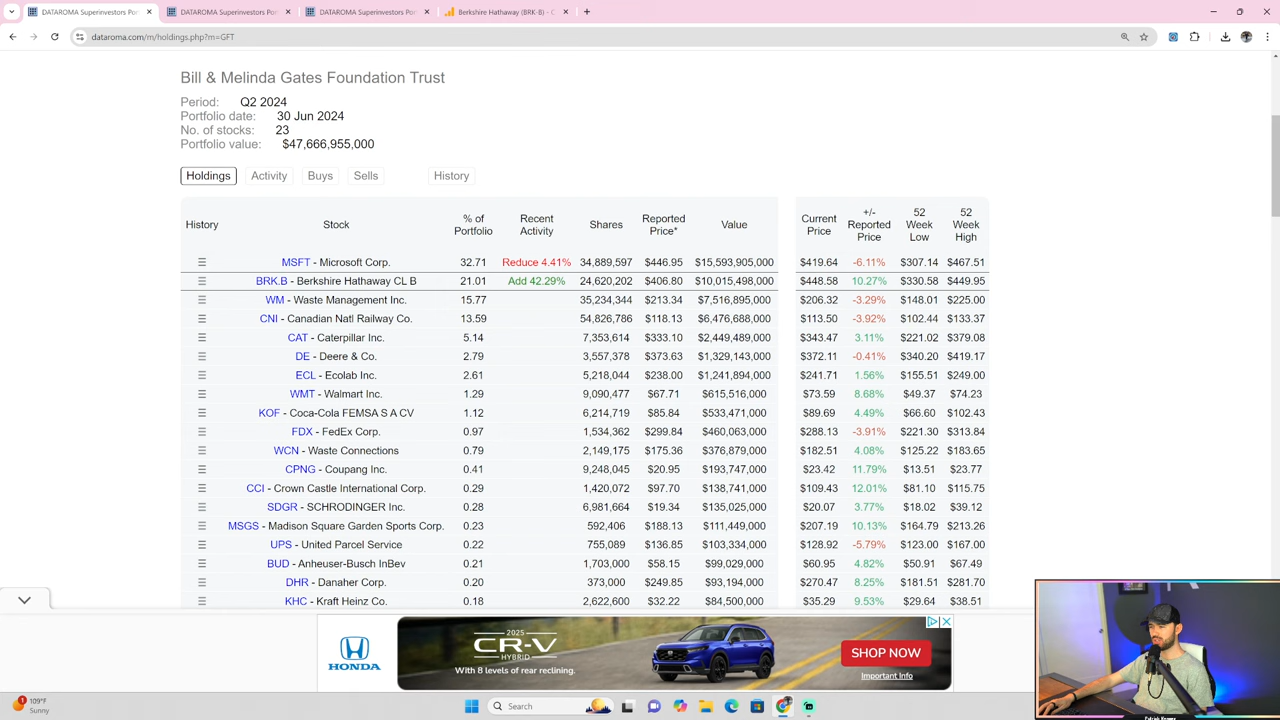 DATAROMA Superinvestors Por
DATAROMA Superinvestors Por
DATAROMA Superinvestors Por
Berkshire Hathaway (BRK-B) - C
dataroma.com/m/holdings.php?m=GFT
Bill & Melinda Gates Foundation Trust
Period: Q2 2024
Portfolio date: 30 Jun 2024
No. of stocks: 23
Portfolio value: $47,666,955,000
Holdings Activity Buys Sells History
History Stock % of Portfolio Recent Activity Shares Reported Price* Value Current Price +/- Reported Price 52 Week Low 52 Week High
MSFT - Microsoft Corp. 32.71 Reduce 4.41% 34,889,597 $446.95 $15,593,905,000 $419.64 -6.11% $307.14 $467.51
BRK.B - Berkshire Hathaway CL B 21.01 Add 42.29% 24,620,202 $406.80 $10,015,498,000 $448.58 10.27% $330.58 $449.95
WM - Waste Management Inc. 15.77 35,234,344 $213.34 $7,516,895,000 $206.32 -3.29% $148.01 $225.00
CNI - Canadian Natl Railway Co. 13.59 54,826,786 $118.13 $6,476,688,000 $113.50 -3.92% $102.44 $133.37
CAT - Caterpillar Inc. 5.14 7,353,614 $333.10 $2,449,489,000 $343.47 3.11% $221.02 $379.08
DE - Deere & Co. 2.79 3,557,378 $373.63 $1,329,143,000 $372.11 -0.41% $340.20 $419.17
ECL - Ecolab Inc. 2.61 5,218,044 $238.00 $1,241,894,000 $241.71 1.56% $155.51 $249.00
WMT - Walmart Inc. 1.29 9,090,477 $67.71 $615,516,000 $73.59 8.68% $49.37 $74.23
KOF - Coca-Cola FEMSA S A CV 1.12 6,214,719 $85.84 $533,471,000 $89.69 4.49% $66.60 $102.43
FDX - FedEx Corp. 0.97 1,534,362 $299.84 $460,063,000 $288.13 -3.91% $221.30 $313.84
WCN - Waste Connections 0.79 2,149,175 $175.36 $376,879,000 $182.51 4.08% $125.22 $183.65
CPNG - Coupang Inc. 0.41 9,248,045 $20.95 $193,747,000 $23.42 11.79% $13.51 $23.77
CCI - Crown Castle International Corp. 0.29 1,420,072 $97.70 $138,741,000 $109.43 12.01% $81.10 $115.75
SDGR - SCHRODINGER Inc. 0.28 6,981,664 $19.34 $135,025,000 $20.07 3.77% $18.02 $39.12
MSGS - Madison Square Garden Sports Corp. 0.23 592,406 $188.13 $111,449,000 $207.19 10.13% $164.79 $213.26
UPS - United Parcel Service 0.22 755,089 $136.85 $103,334,000 $128.92 -5.79% $123.00 $167.00
BUD - Anheuser-Busch InBev 0.21 1,703,000 $58.15 $99,029,000 $60.95 4.82% $50.91 $67.49
DHR - Danaher Corp. 0.20 373,000 $249.85 $93,194,000 $270.47 8.25% $181.51 $281.70
KHC - Kraft Heinz Co. 0.18 2,622,600 $32.22 $84,500,000 $35.29 9.53% $29.64 $38.51
HONDA
2025
CR-V
HYBRID
With 8 levels of rear reclining.
SHOP NOW
Important Info
1
109°F
Sunny
Search